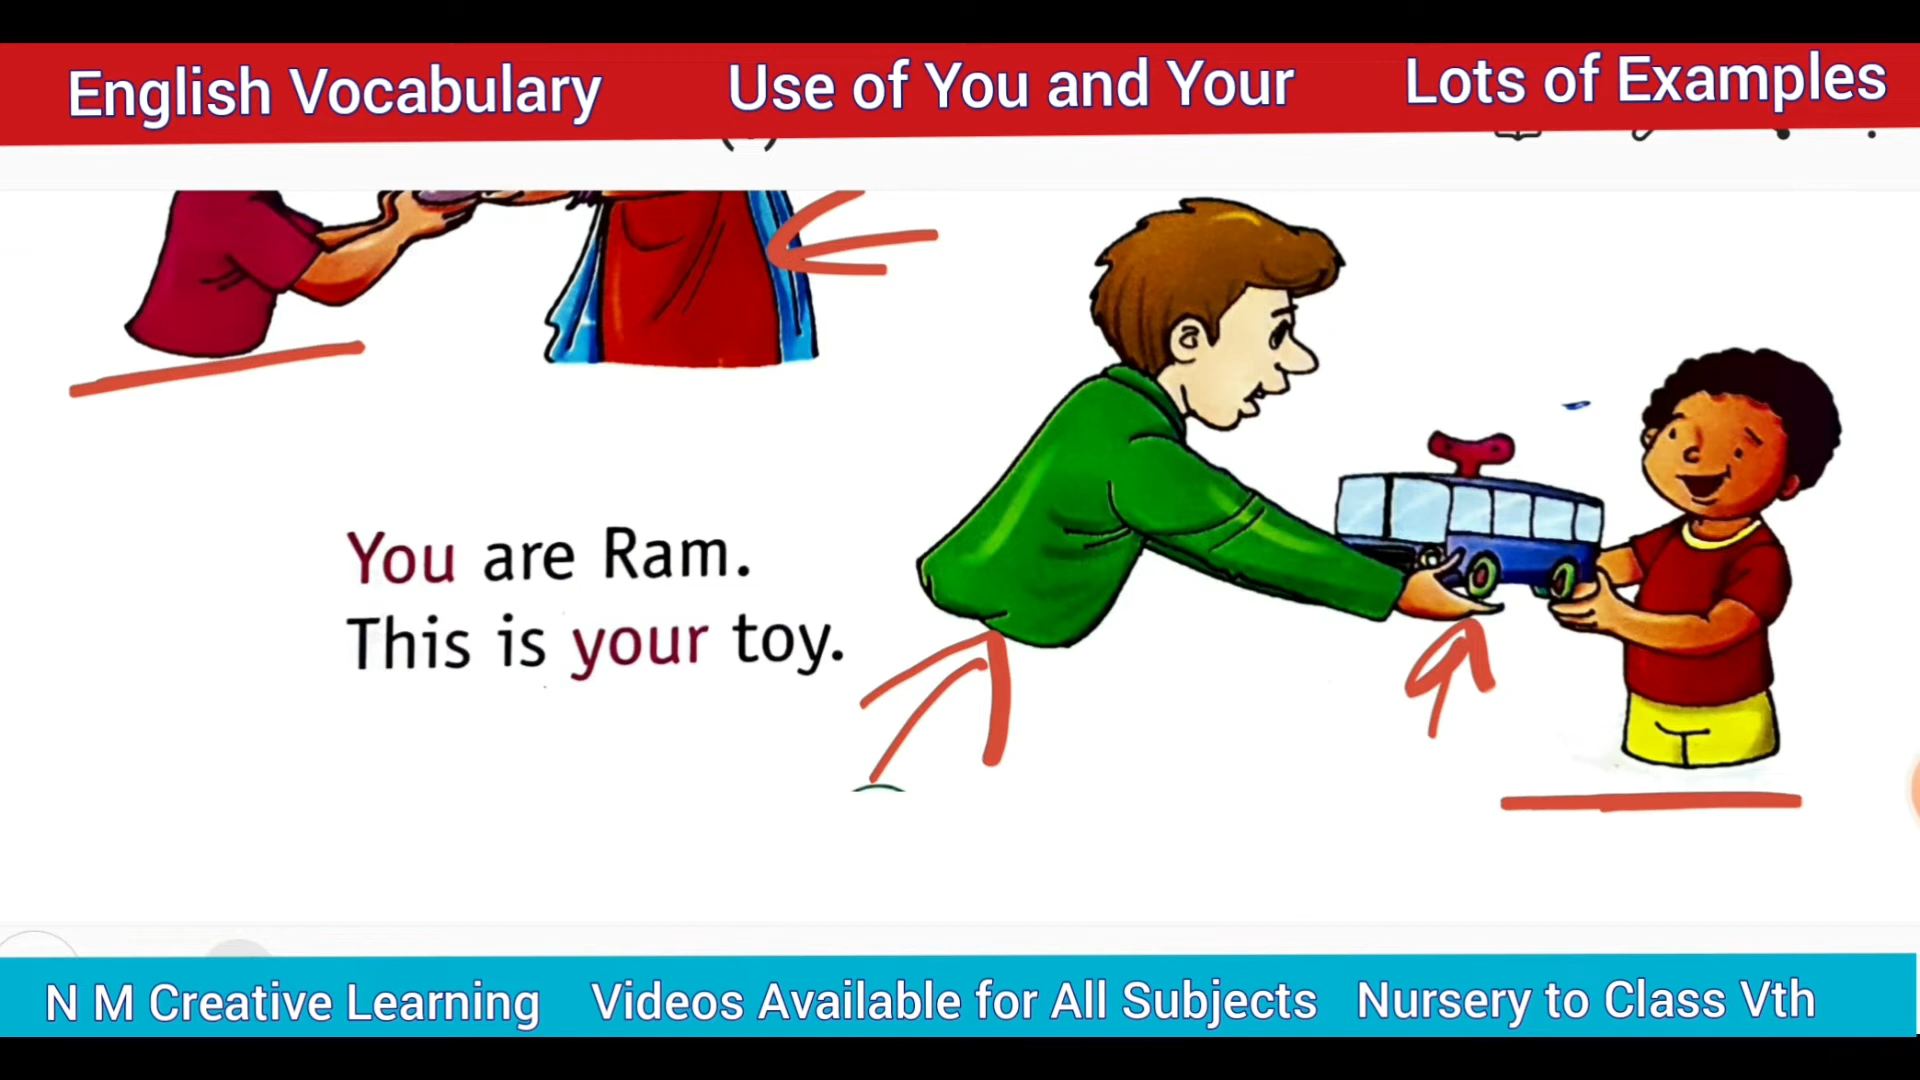 English Vocabulary Use of You and Your Lots of Examples
You are Ram.
This is your toy.
N M Creative Learning Videos Available for All Subjects Nursery to Class Vth